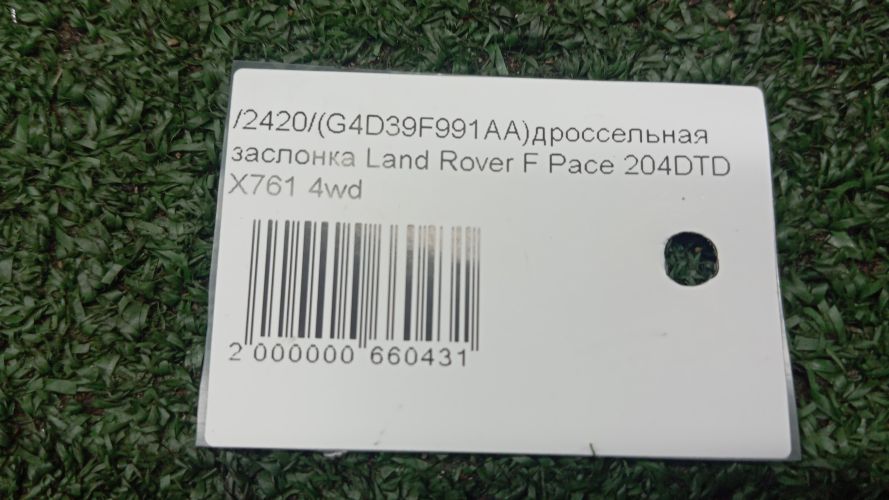 /2420/(G4D39F991AA)дроссельная
заслонка Land Rover F Pace 204DTD
X761 4wd
2 000000 660431